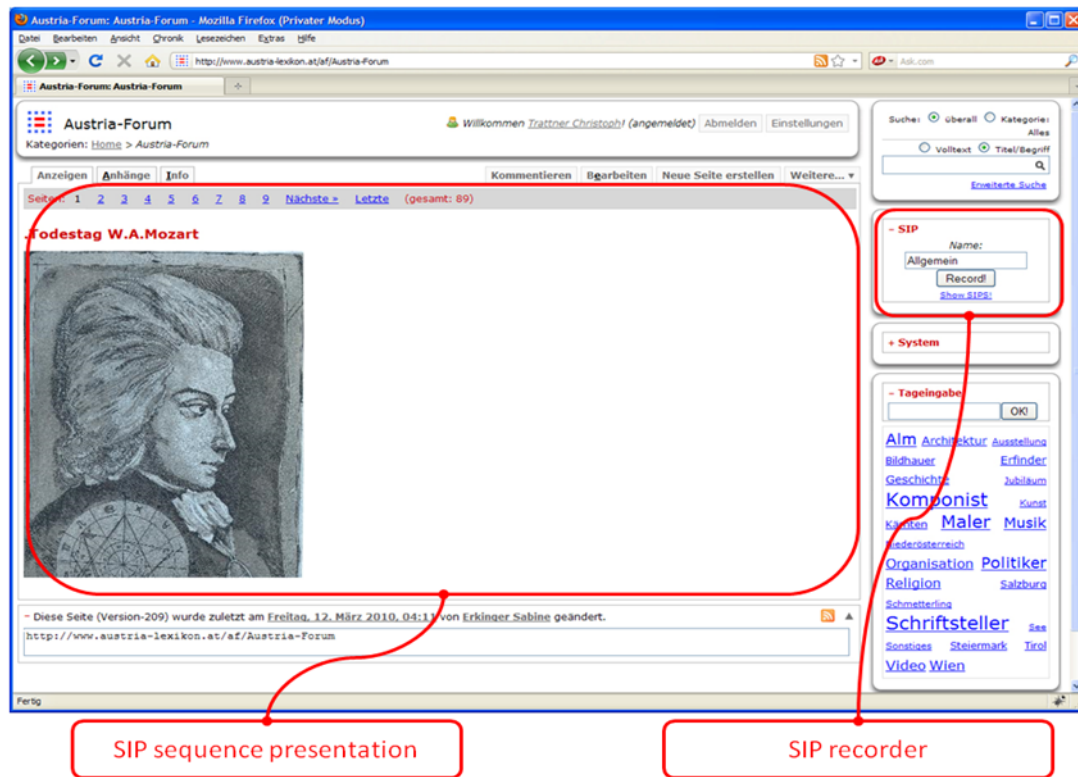 Austria-Forum: Austria-Forum - Mozilla Firefox (Privater Modus)
Datei Bearbeiten Ansicht Chronik Lesezeichen Extras Hilfe
http://www.austria-lexikon.at/af/Austria-Forum
Ask.com
Austria-Forum: Austria-Forum
Austria-Forum
Willkommen Trattner Christoph! (angemeldet) Abmelden Einstellungen
Kategorien: Home > Austria-Forum
Anzeigen Anhänge Info
Kommentieren Bearbeiten Neue Seite erstellen Weitere...
Seiten: 1 2 3 4 5 6 7 8 9 Nächste » Letzte (gesamt: 89)
.Todestag W.A.Mozart
– Diese Seite (Version-209) wurde zuletzt am Freitag, 12. März 2010, 04:11 von Erkinger Sabine geändert.
http://www.austria-lexikon.at/af/Austria-Forum
Suche: überall Kategorie:
Alles
Volltext Titel/Begriff
Erweiterte Suche
– SIP
Name:
Allgemein
Record!
Show SIPS!
+ System
– Tageingabe
OK!
Alm Architektur Ausstellung
Bildhauer Erfinder
Geschichte Jubiläum
Komponist Kunst
Kärnten Maler Musik
Niederösterreich
Organisation Politiker
Religion Salzburg
Schmetterling
Schriftsteller See
Sonstiges Steiermark Tirol
Video Wien
Fertig
SIP sequence presentation
SIP recorder